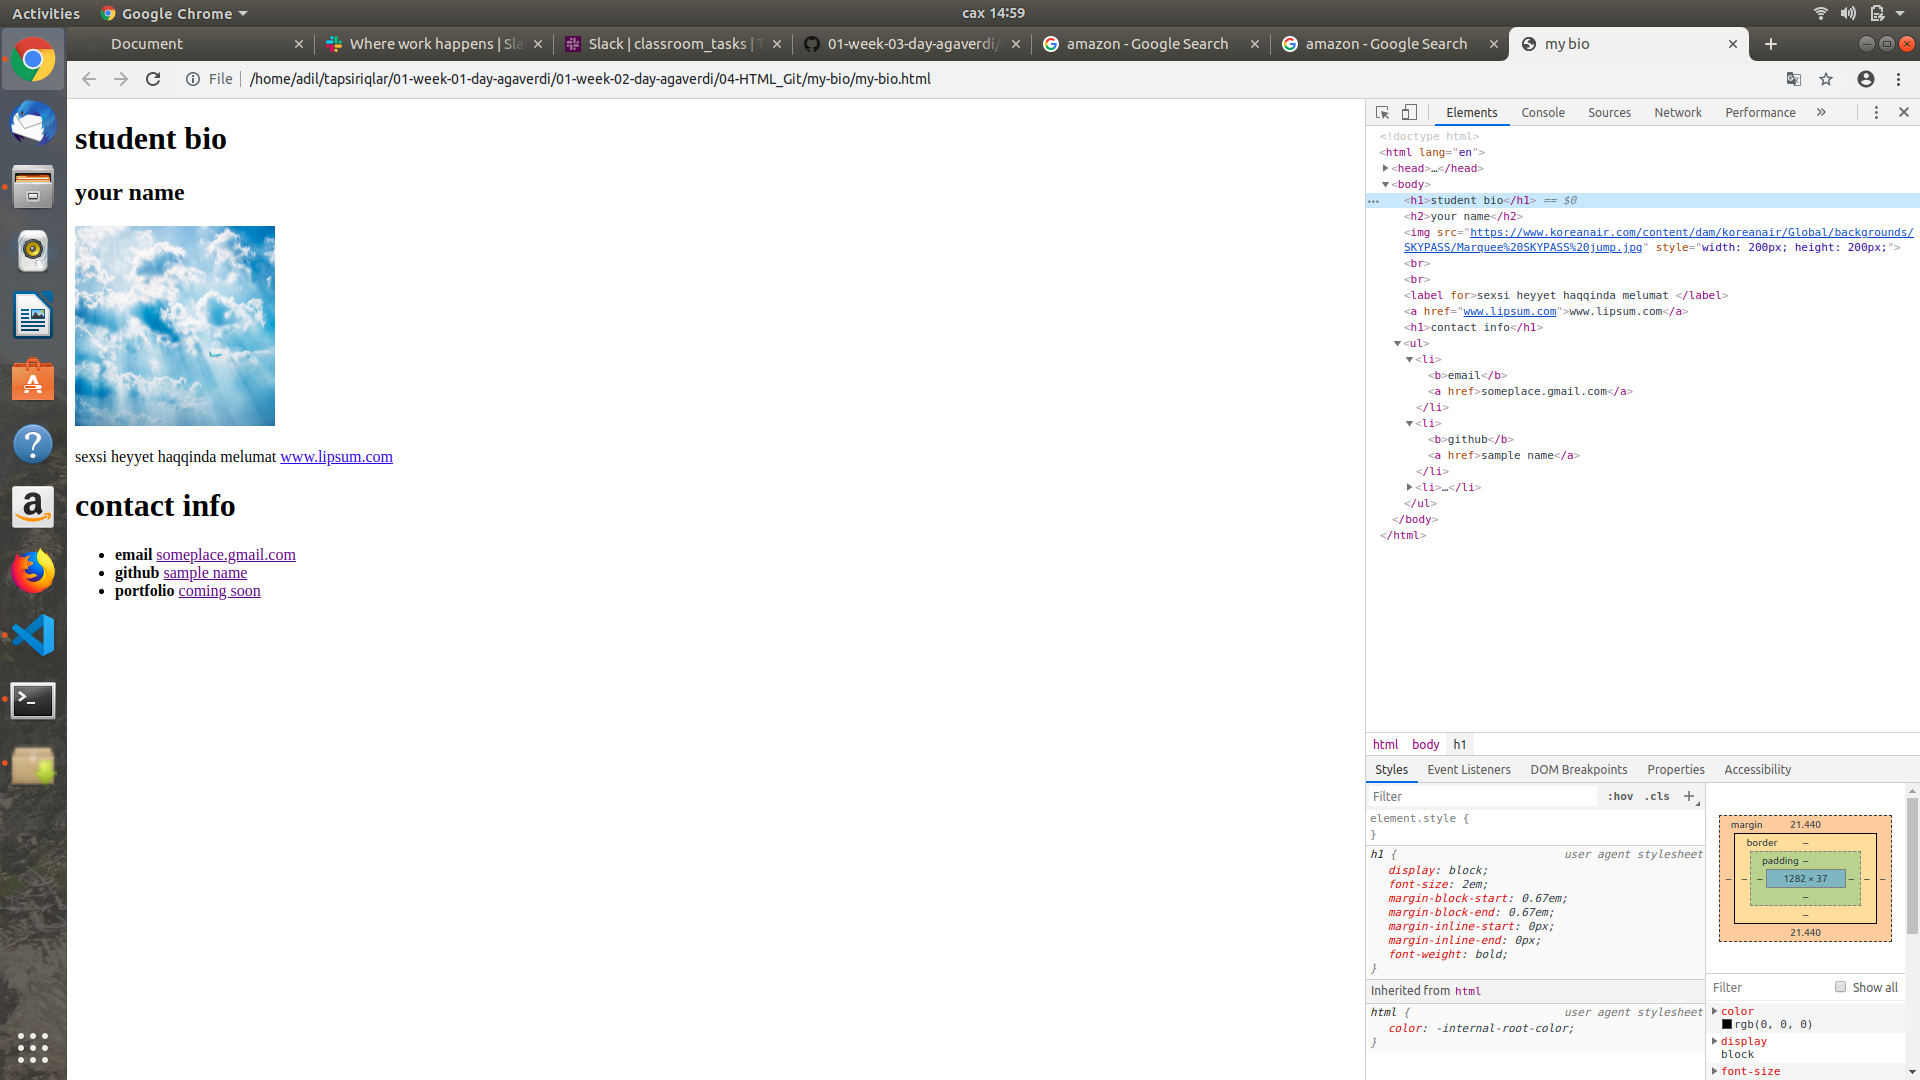 Activities Google Chrome cax 14:59
Document Where work happens | Sla Slack | classroom_tasks | T 01-week-03-day-agaverdi/ amazon - Google Search amazon - Google Search my bio
File /home/adil/tapsiriqlar/01-week-01-day-agaverdi/01-week-02-day-agaverdi/04-HTML_Git/my-bio/my-bio.html
student bio
your name
sexsi heyyet haqqinda melumat www.lipsum.com
contact info
• email someplace.gmail.com
• github sample name
• portfolio coming soon
Elements Console Sources Network Performance »
<!doctype html>
<html lang="en">
<head>…</head>
<body>
… <h1>student bio</h1> == $0
<h2>your name</h2>
<img src="https://www.koreanair.com/content/dam/koreanair/Global/backgrounds/
SKYPASS/Marquee%20SKYPASS%20jump.jpg" style="width: 200px; height: 200px;">
<br>
<br>
<label for>sexsi heyyet haqqinda melumat </label>
<a href="www.lipsum.com">www.lipsum.com</a>
<h1>contact info</h1>
<ul>
<li>
<b>email</b>
<a href>someplace.gmail.com</a>
</li>
<li>
<b>github</b>
<a href>sample name</a>
</li>
<li>…</li>
</ul>
</body>
</html>
html body h1
Styles Event Listeners DOM Breakpoints Properties Accessibility
Filter :hov .cls +
element.style {
}
h1 { user agent stylesheet
display: block;
font-size: 2em;
margin-block-start: 0.67em;
margin-block-end: 0.67em;
margin-inline-start: 0px;
margin-inline-end: 0px;
font-weight: bold;
}
Inherited from html
html { user agent stylesheet
color: -internal-root-color;
}
margin 21.440
border –
padding –
– – – 1282 × 37 – – –
–
–
21.440
Filter Show all
color
rgb(0, 0, 0)
display
block
font-size